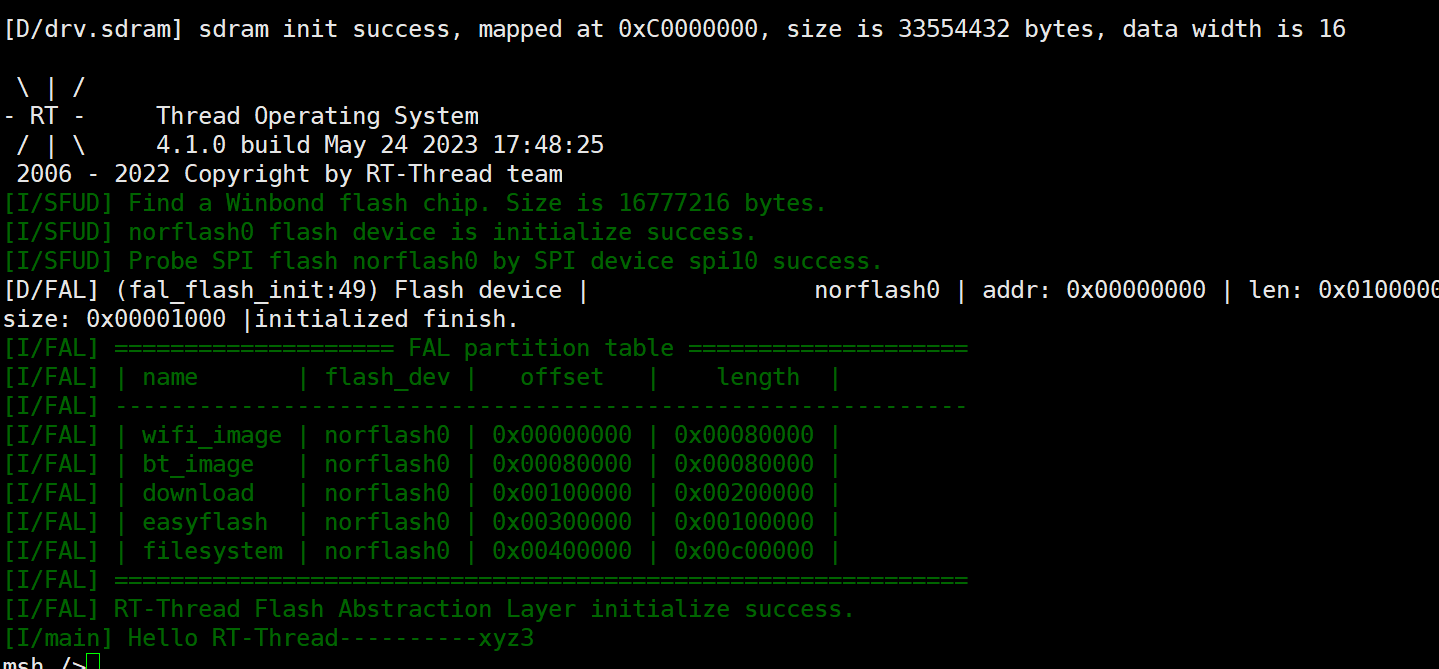 [D/drv.sdram] sdram init success, mapped at 0xC0000000, size is 33554432 bytes, data width is 16
 \ | /
- RT -     Thread Operating System
 / | \     4.1.0 build May 24 2023 17:48:25
 2006 - 2022 Copyright by RT-Thread team
[I/SFUD] Find a Winbond flash chip. Size is 16777216 bytes.
[I/SFUD] norflash0 flash device is initialize success.
[I/SFUD] Probe SPI flash norflash0 by SPI device spi10 success.
[D/FAL] (fal_flash_init:49) Flash device |                norflash0 | addr: 0x00000000 | len: 0x0100000
size: 0x00001000 |initialized finish.
[I/FAL] ==================== FAL partition table ====================
[I/FAL] | name       | flash_dev |   offset   |    length  |
[I/FAL] -------------------------------------------------------------
[I/FAL] | wifi_image | norflash0 | 0x00000000 | 0x00080000 |
[I/FAL] | bt_image   | norflash0 | 0x00080000 | 0x00080000 |
[I/FAL] | download   | norflash0 | 0x00100000 | 0x00200000 |
[I/FAL] | easyflash  | norflash0 | 0x00300000 | 0x00100000 |
[I/FAL] | filesystem | norflash0 | 0x00400000 | 0x00c00000 |
[I/FAL] =============================================================
[I/FAL] RT-Thread Flash Abstraction Layer initialize success.
[I/main] Hello RT-Thread----------xyz3
msh />